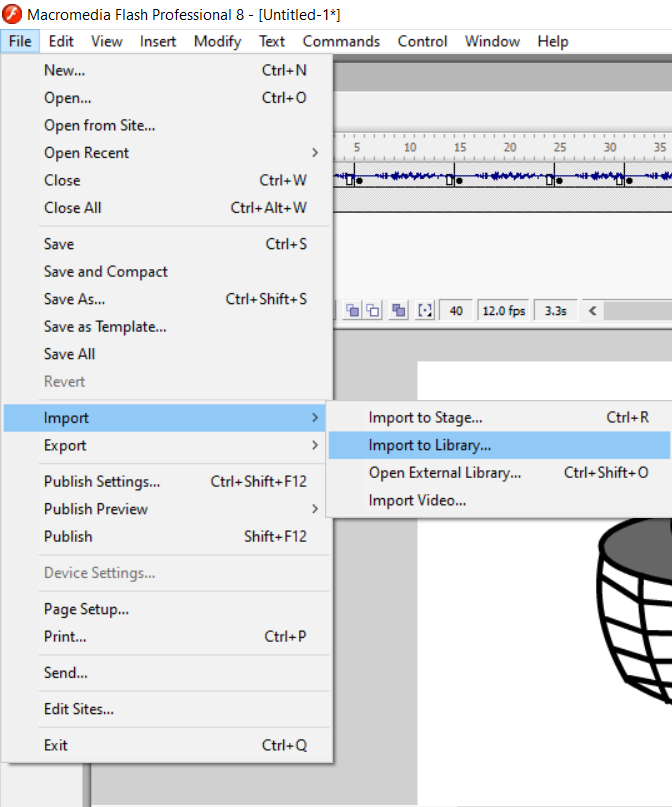 Macromedia Flash Professional 8 - [Untitled-1*]
File Edit View Insert Modify Text Commands Control Window Help
New... Ctrl+N
Open... Ctrl+O
Open from Site...
Open Recent
Close Ctrl+W
Close All Ctrl+Alt+W
5 10 15 20 25 30 35
Save Ctrl+S
Save and Compact
Save As... Ctrl+Shift+S
40 12.0 fps 3.3s
Save as Template...
Save All
Revert
Import
Export
Import to Stage... Ctrl+R
Import to Library...
Open External Library... Ctrl+Shift+O
Import Video...
Publish Settings... Ctrl+Shift+F12
Publish Preview
Publish Shift+F12
Device Settings...
Page Setup...
Print... Ctrl+P
Send...
Edit Sites...
Exit Ctrl+Q